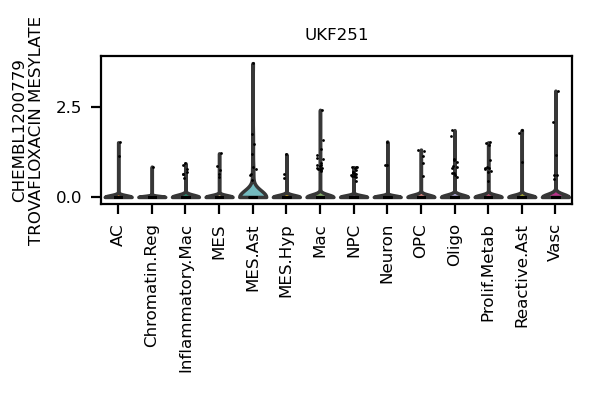 UKF251
CHEMBL1200779
TROVAFLOXACIN MESYLATE
2.5
0.0
AC
Chromatin.Reg
Inflammatory.Mac
MES
MES.Ast
MES.Hyp
Mac
NPC
Neuron
OPC
Oligo
Prolif.Metab
Reactive.Ast
Vasc